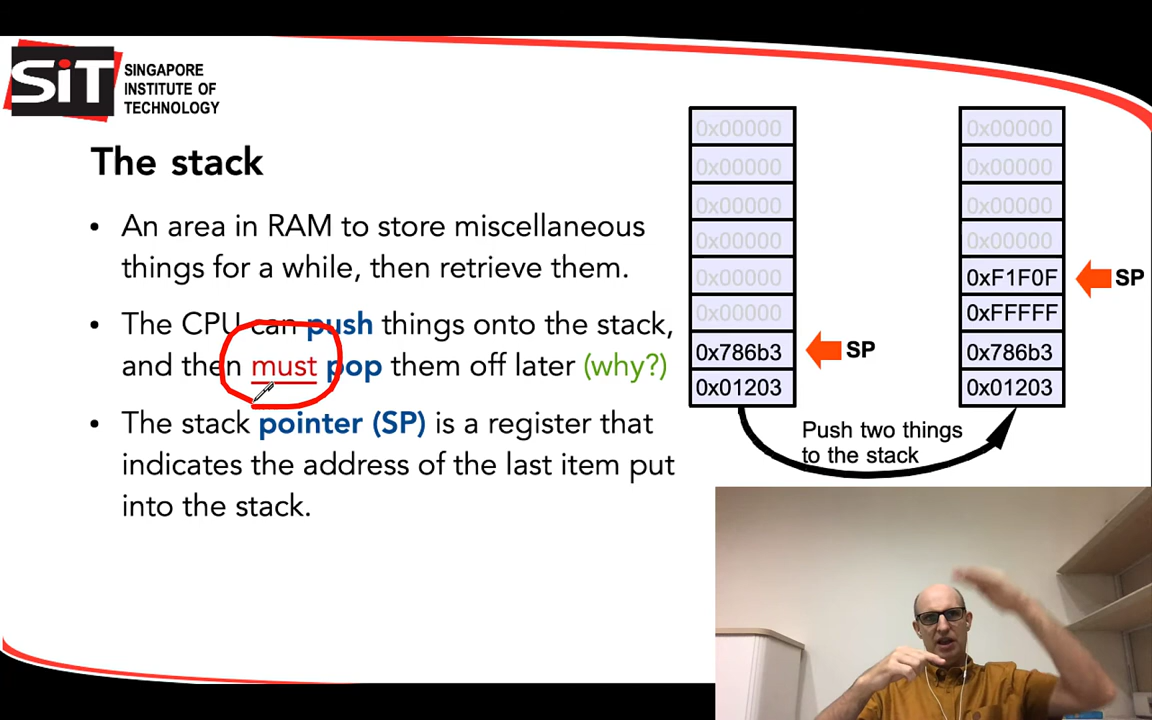 SiT
SINGAPORE
INSTITUTE OF
TECHNOLOGY
The stack
• An area in RAM to store miscellaneous
things for a while, then retrieve them.
• The CPU can push things onto the stack,
and then must pop them off later (why?)
• The stack pointer (SP) is a register that
indicates the address of the last item put
into the stack.
0x00000
0x00000
0x00000
0x00000
0x00000
0x00000
0x786b3
0x01203
SP
0x00000
0x00000
0x00000
0x00000
0xF1F0F
0xFFFFF
0x786b3
0x01203
SP
Push two things
to the stack